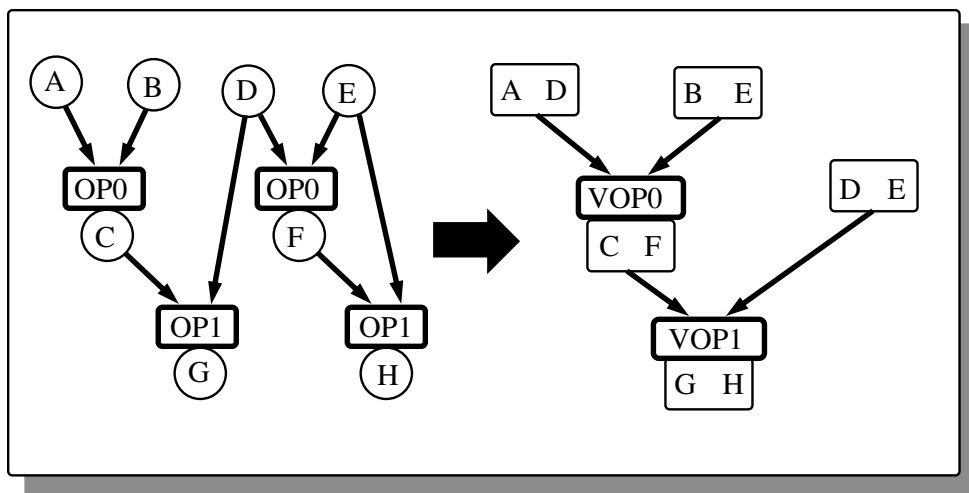 A B D E
OP0 OP0
C F
OP1 OP1
G H
A D
B E
VOP0
D E
C F
VOP1
G H